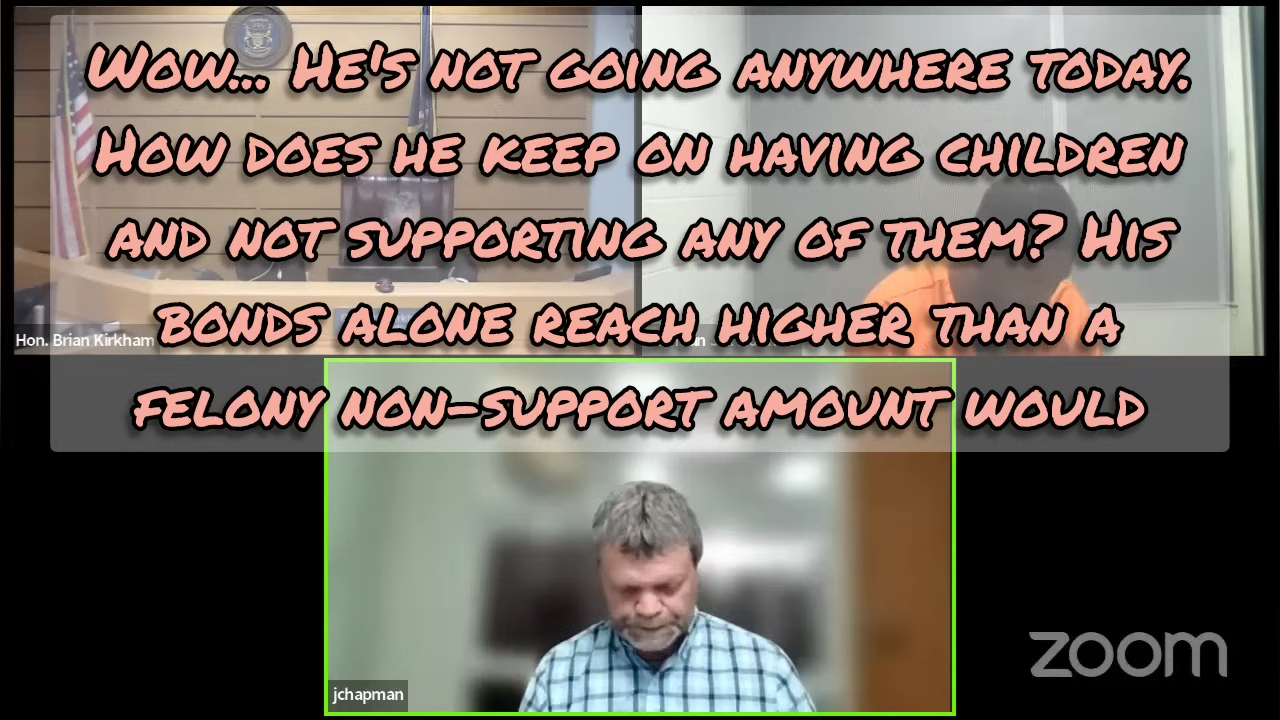 Wow... He's not going anywhere today.
How does he keep on having children
and not supporting any of them? His
bonds alone reach higher than a
felony non-support amount would
Hon. Brian Kirkham
jchapman
zoom